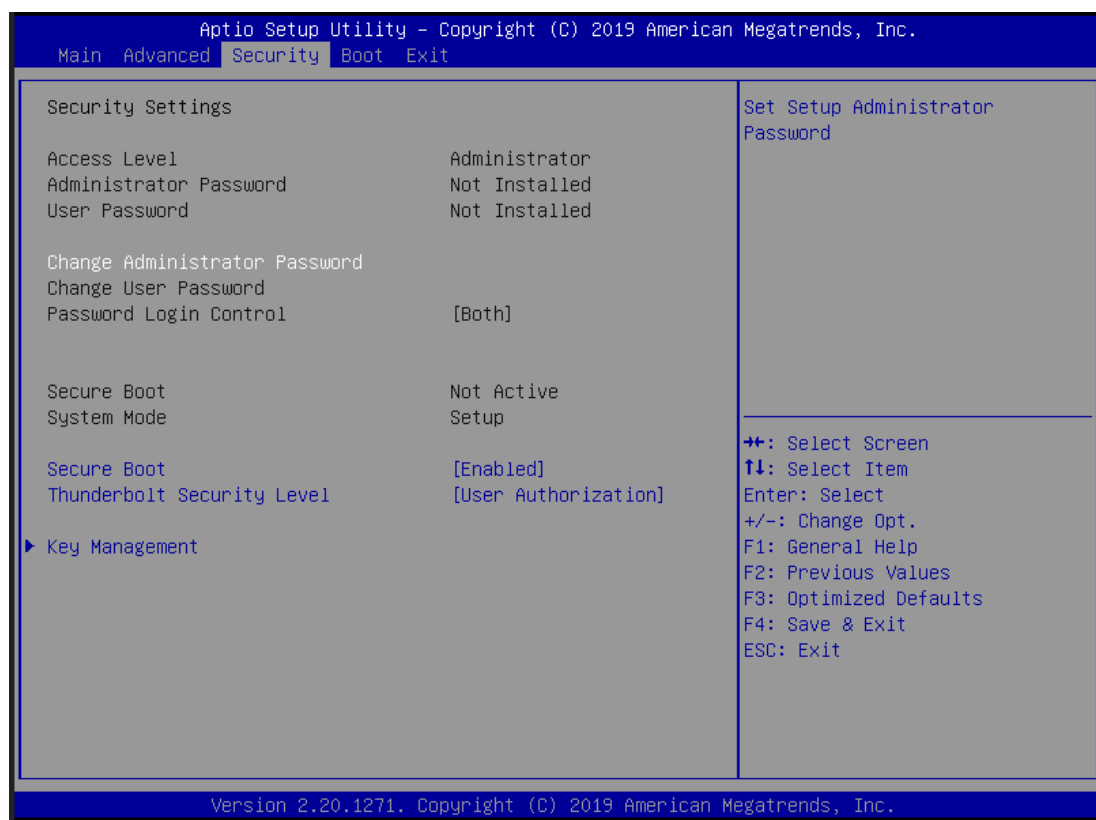 Aptio Setup Utility – Copyright (C) 2019 American Megatrends, Inc.
Main Advanced Security Boot Exit
Security Settings
Access Level Administrator
Administrator Password Not Installed
User Password Not Installed
Change Administrator Password
Change User Password
Password Login Control [Both]
Secure Boot Not Active
System Mode Setup
Secure Boot [Enabled]
Thunderbolt Security Level [User Authorization]
Key Management
Set Setup Administrator
Password
→←: Select Screen
↑↓: Select Item
Enter: Select
+/-: Change Opt.
F1: General Help
F2: Previous Values
F3: Optimized Defaults
F4: Save & Exit
ESC: Exit
Version 2.20.1271. Copyright (C) 2019 American Megatrends, Inc.